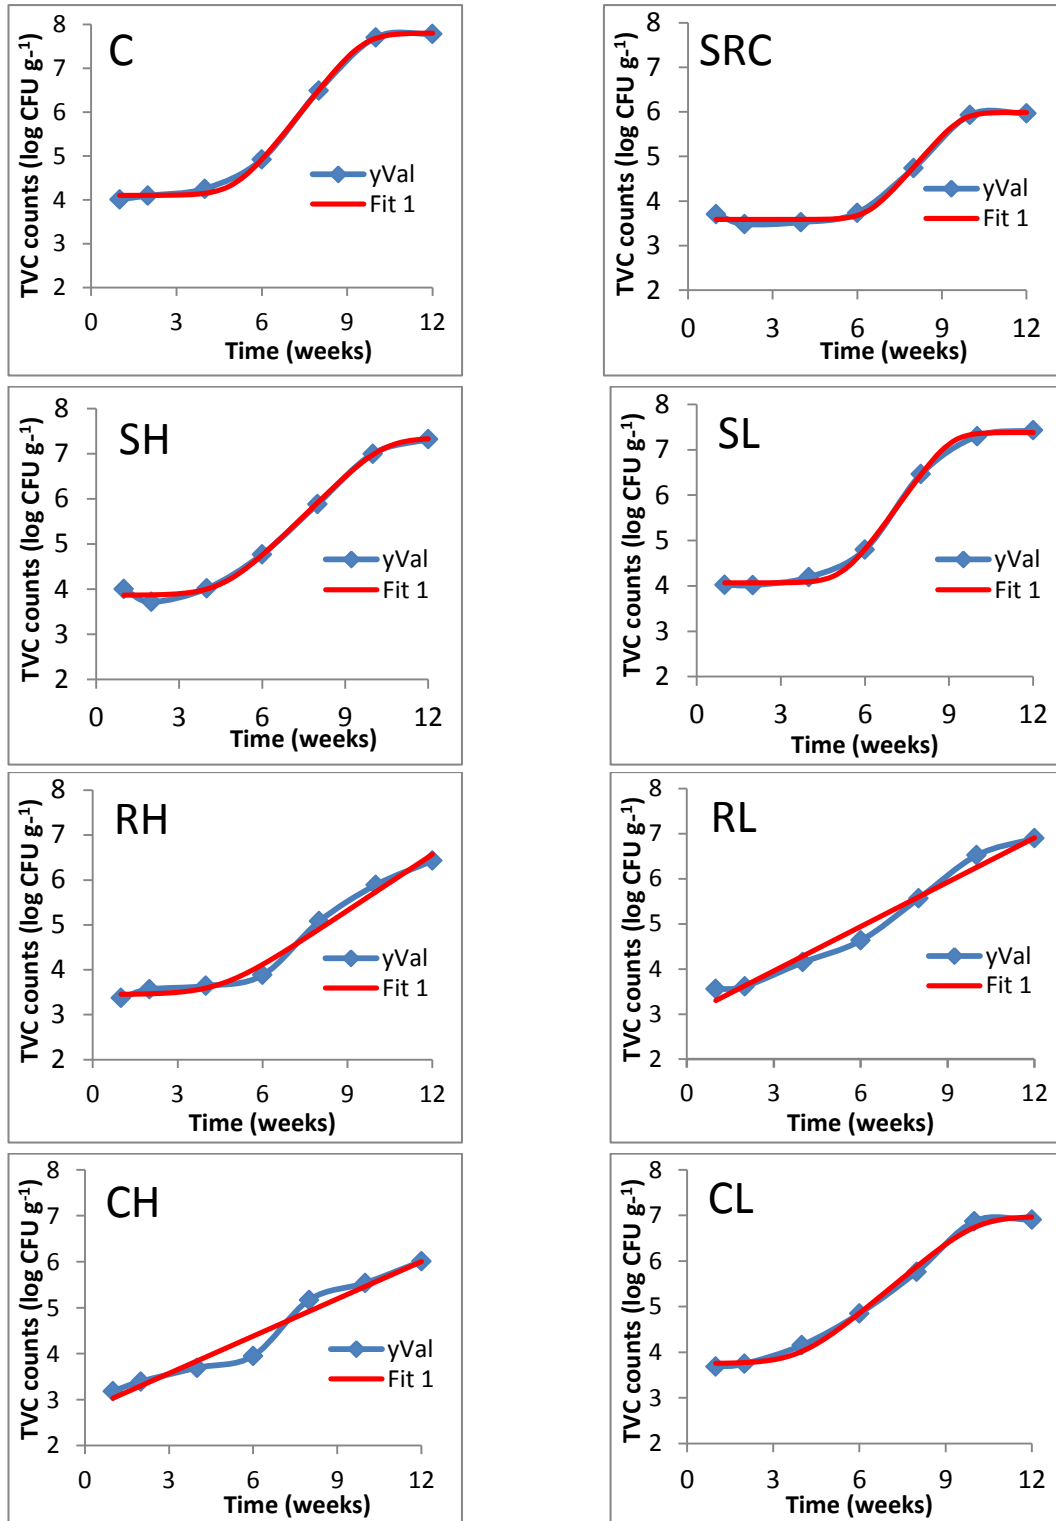 C
TVC counts (log CFU g-1)
8
7
6
5
4
3
2
yVal
Fit 1
0 3 6 9 12
Time (weeks)
SRC
TVC counts (log CFU g-1)
8
7
6
5
4
3
2
yVal
Fit 1
0 3 6 9 12
Time (weeks)
SH
TVC counts (log CFU g-1)
8
7
6
5
4
3
2
yVal
Fit 1
0 3 6 9 12
Time (weeks)
SL
TVC counts (log CFU g-1)
8
7
6
5
4
3
2
yVal
Fit 1
0 3 6 9 12
Time (weeks)
RH
TVC counts (log CFU g-1)
8
7
6
5
4
3
2
yVal
Fit 1
0 3 6 9 12
Time (weeks)
RL
TVC counts (log CFU g-1)
8
7
6
5
4
3
2
yVal
Fit 1
0 3 6 9 12
Time (weeks)
CH
TVC counts (log CFU g-1)
8
7
6
5
4
3
2
yVal
Fit 1
0 3 6 9 12
Time (weeks)
CL
TVC counts (log CFU g-1)
8
7
6
5
4
3
2
yVal
Fit 1
0 3 6 9 12
Time (weeks)